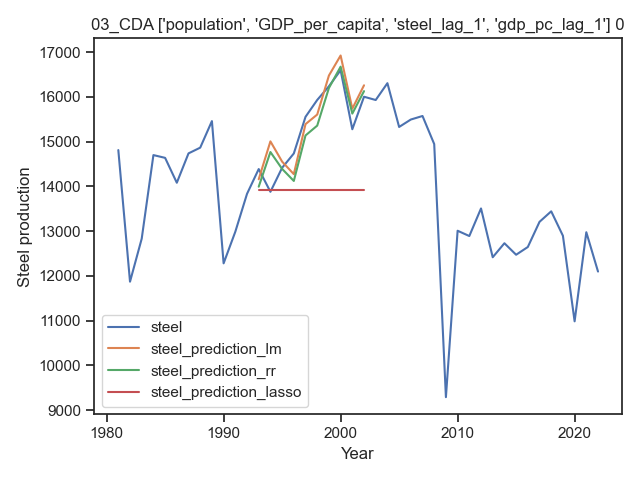 03_CDA ['population', 'GDP_per_capita', 'steel_lag_1', 'gdp_pc_lag_1'] 0
17000
16000
15000
14000
13000
12000
11000
10000
9000
Steel production
steel
steel_prediction_lm
steel_prediction_rr
steel_prediction_lasso
1980
1990
2000
2010
2020
Year